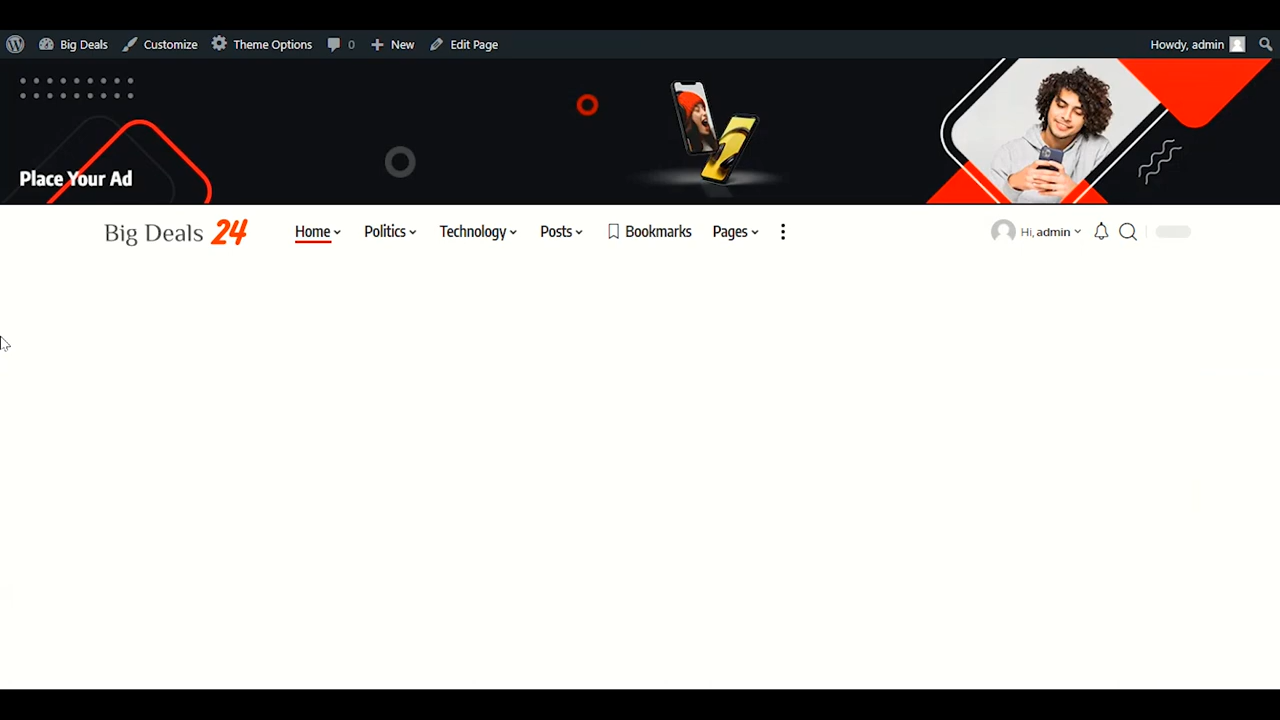 Big Deals Customize Theme Options 0 New Edit Page Howdy, admin
Place Your Ad
Big Deals 24 Home Politics Technology Posts Bookmarks Pages Hi, admin